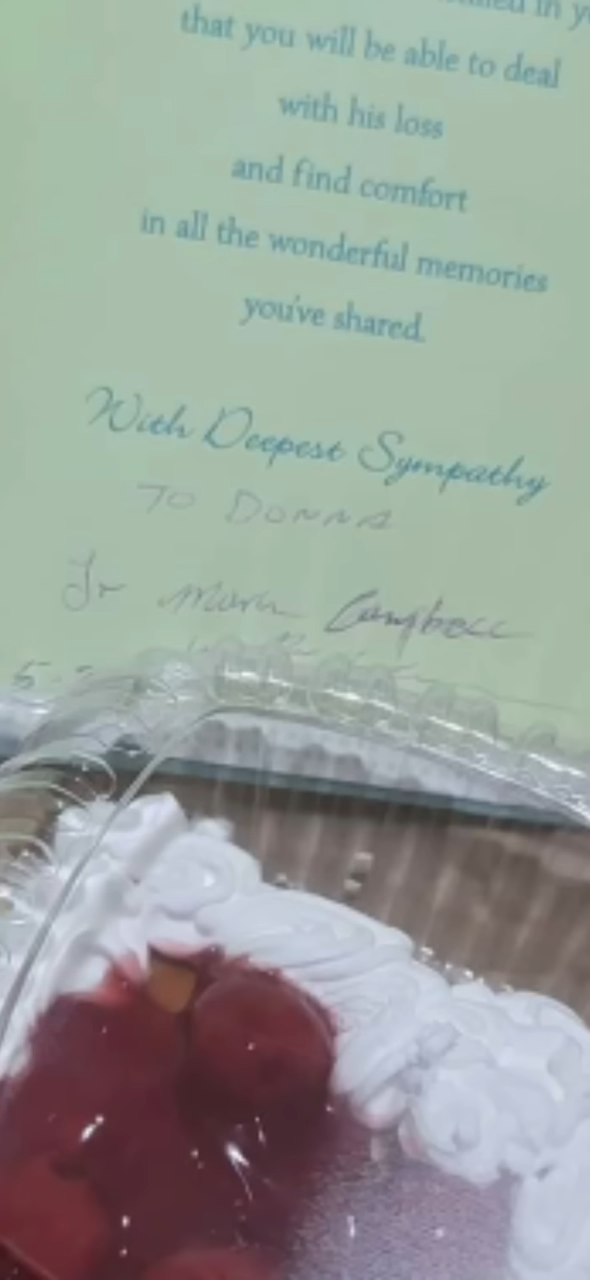 in
that you will be able to deal
with his loss
and find comfort
in all the wonderful memories
you've shared.
With Deepest Sympathy
TO DONNA
Campbell